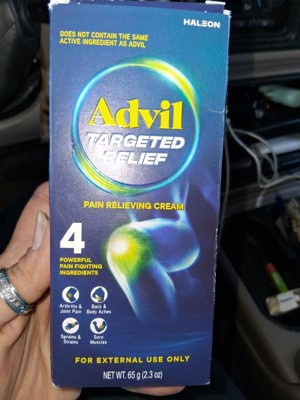 HALEON
DOES NOT CONTAIN THE SAME
ACTIVE INGREDIENT AS ADVIL
Advil
TARGETED
RELIEF
PAIN RELIEVING CREAM
4
POWERFUL
PAIN FIGHTING
INGREDIENTS
Arthritis &
Joint Pain
Back &
Body Aches
Sprains &
Strains
Sore
Muscles
FOR EXTERNAL USE ONLY
NET WT. 65 g (2.3 oz)